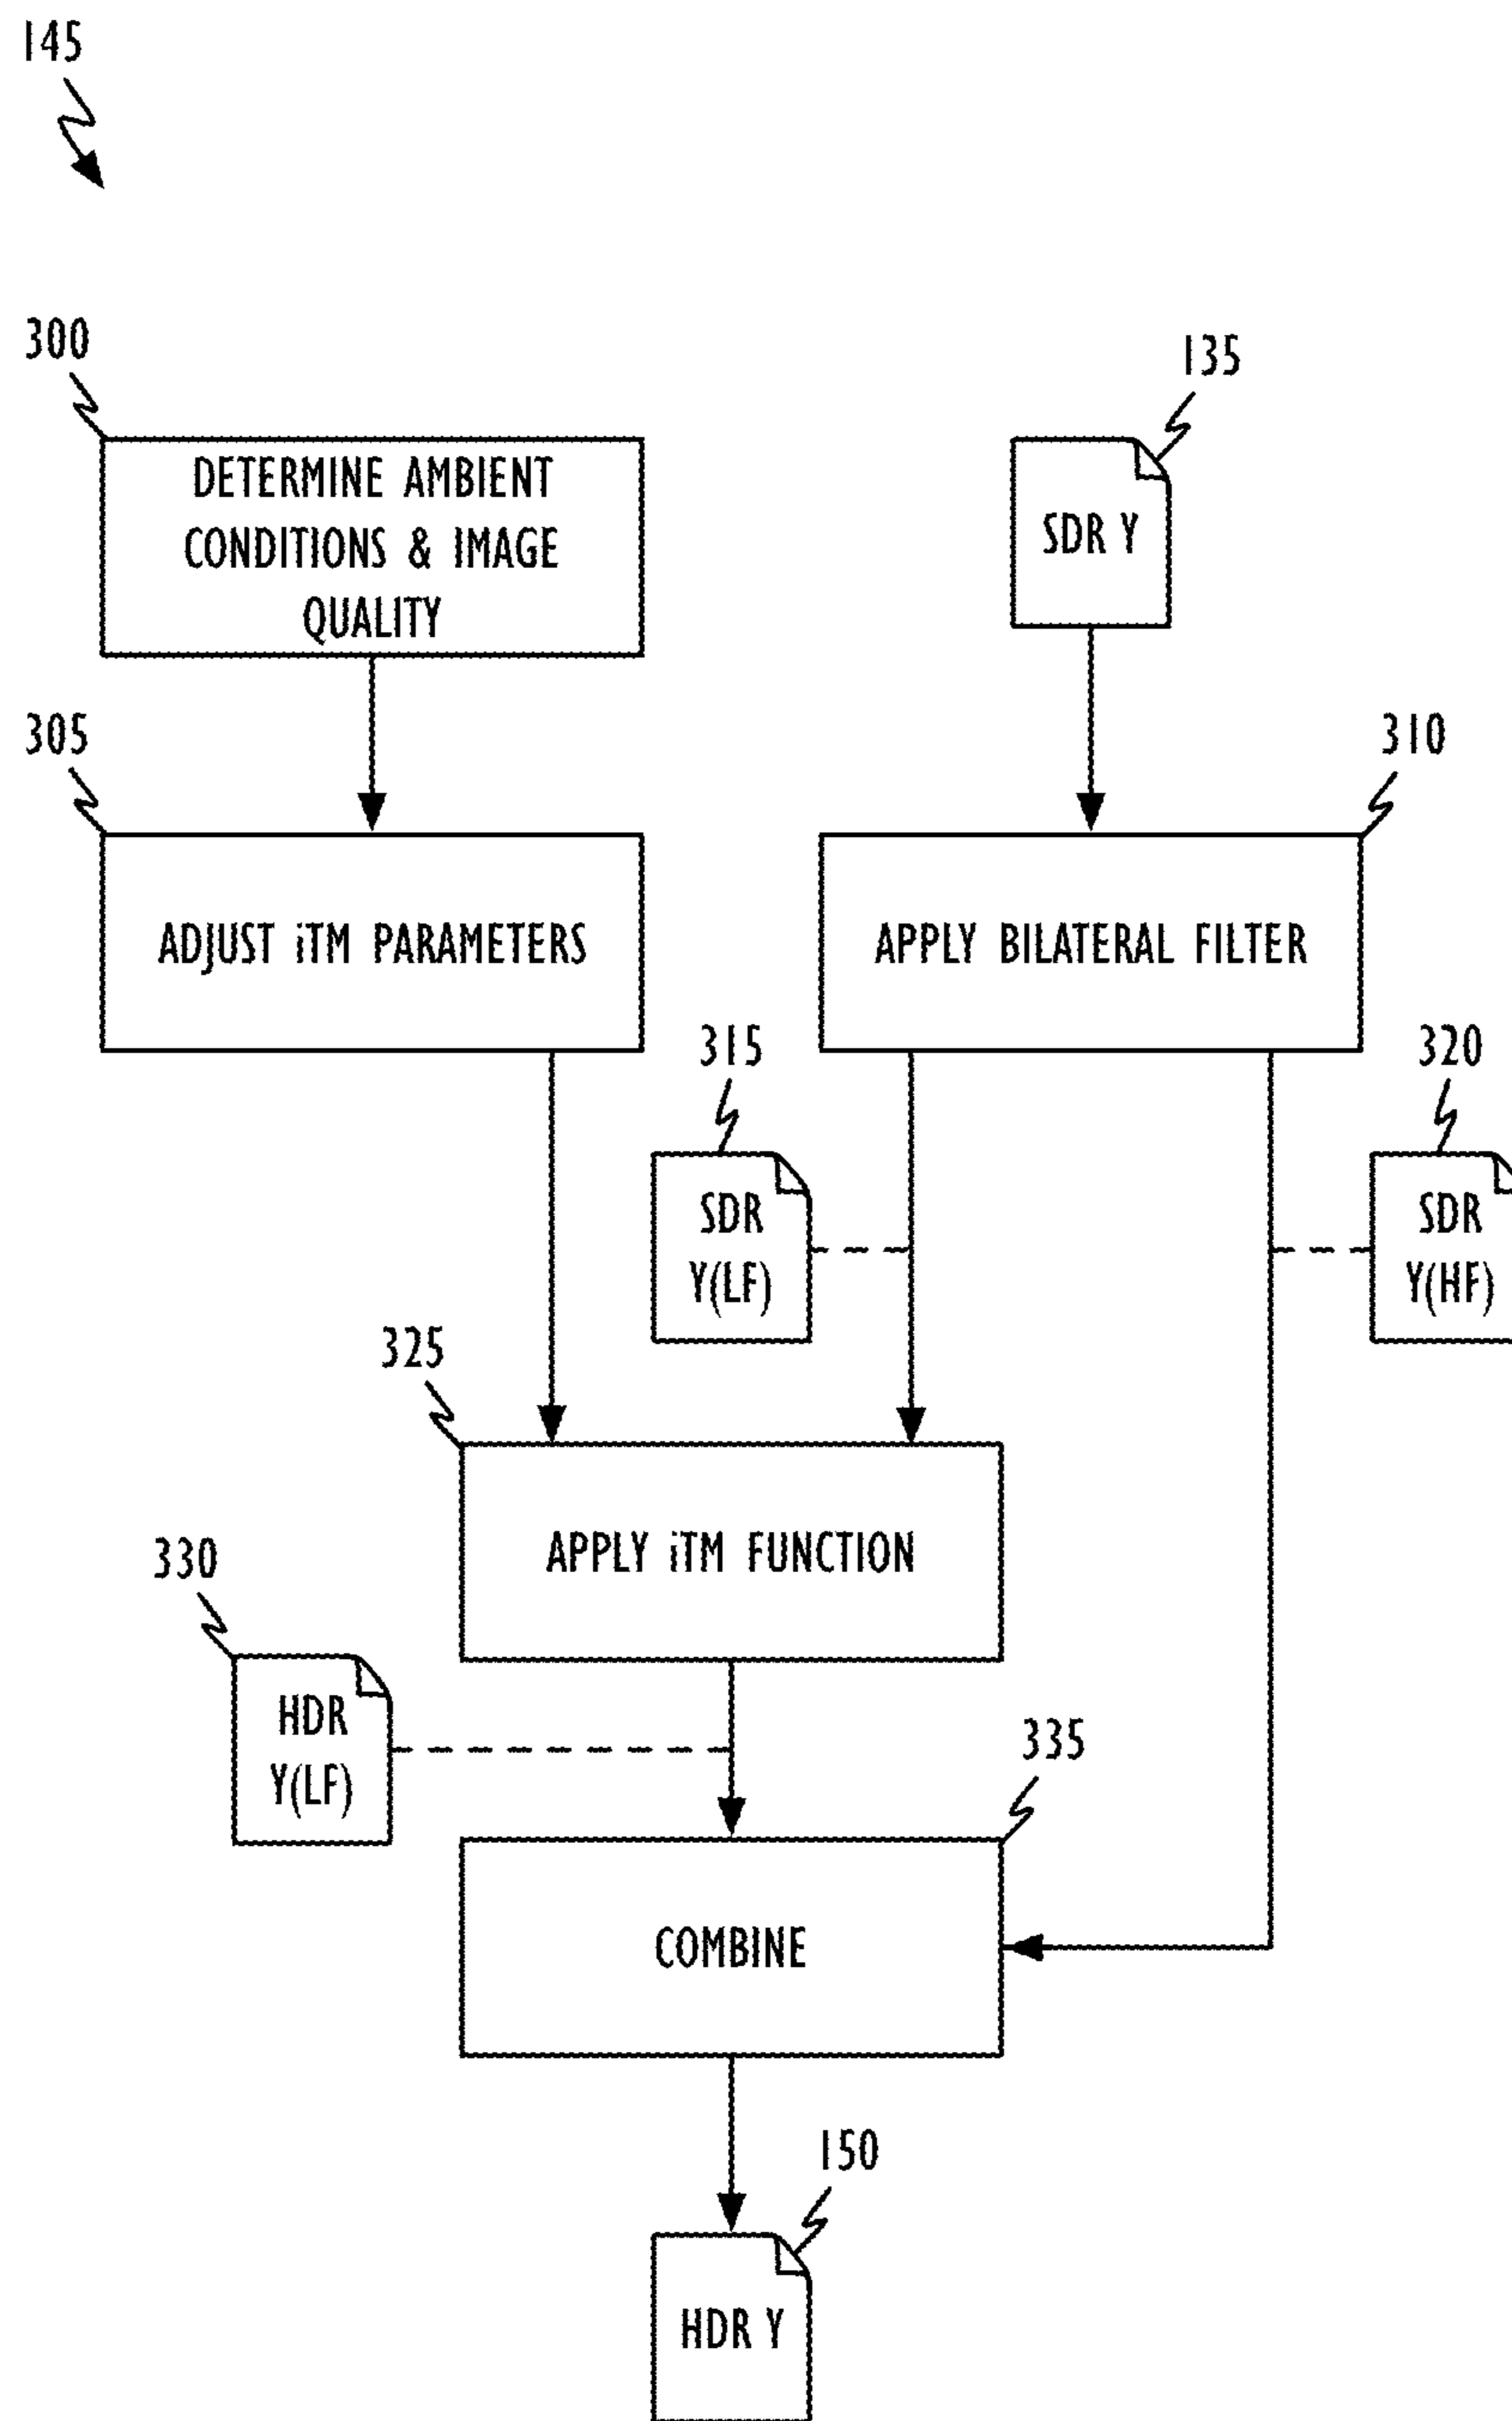 145
300
135
DETERMINE AMBIENT
CONDITIONS & IMAGE
QUALITY
SDR Y
305
310
ADJUST iTM PARAMETERS
APPLY BILATERAL FILTER
315
320
SDR
Y(LF)
SDR
Y(HF)
325
APPLY iTM FUNCTION
330
HDR
Y(LF)
335
COMBINE
150
HDR Y